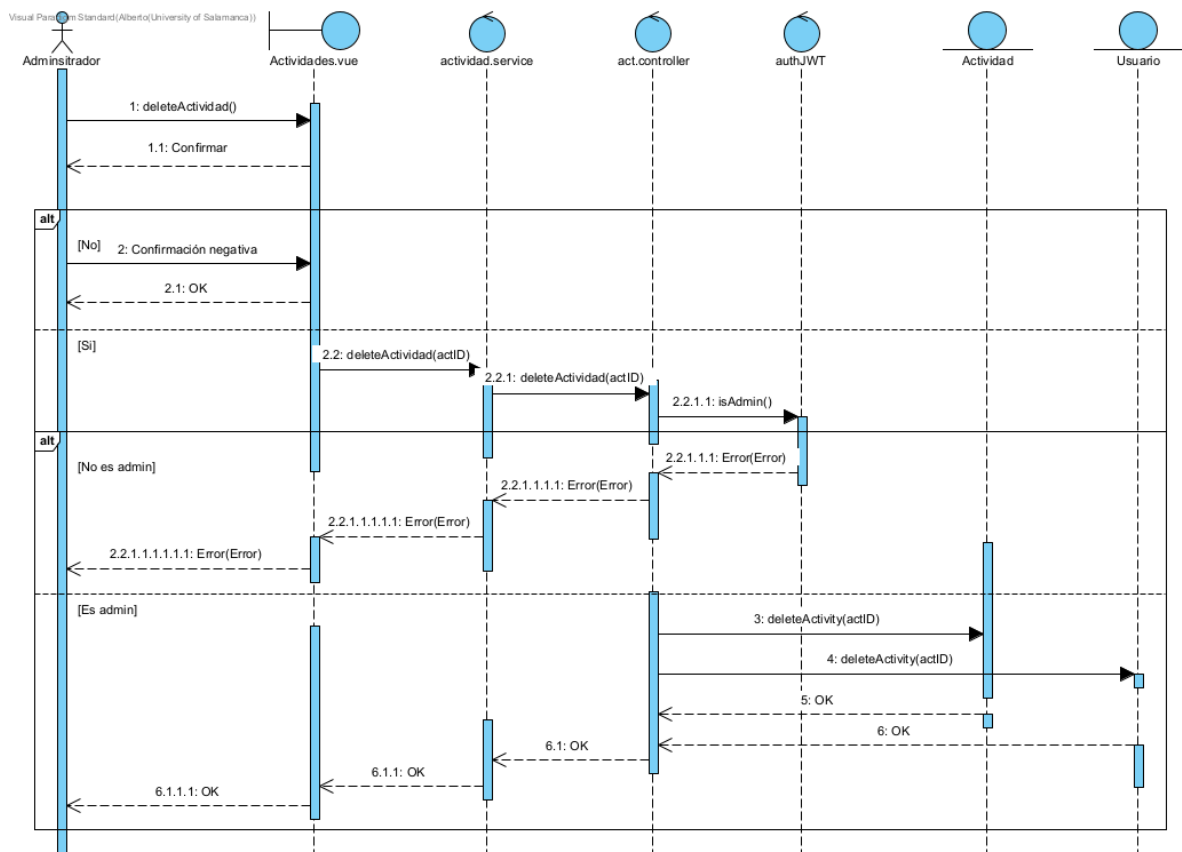 Visual Paradigm Standard(Alberto(University of Salamanca))
Adminsitrador
Actividades.vue
actividad.service
act.controller
authJWT
Actividad
Usuario
1: deleteActividad()
1.1: Confirmar
alt
[No]
2: Confirmación negativa
2.1: OK
[Si]
2.2: deleteActividad(actID)
2.2.1: deleteActividad(actID)
2.2.1.1: isAdmin()
alt
[No es admin]
2.2.1.1.1: Error(Error)
2.2.1.1.1.1: Error(Error)
2.2.1.1.1.1.1: Error(Error)
2.2.1.1.1.1.1.1: Error(Error)
[Es admin]
3: deleteActivity(actID)
4: deleteActivity(actID)
5: OK
6: OK
6.1: OK
6.1.1: OK
6.1.1.1: OK